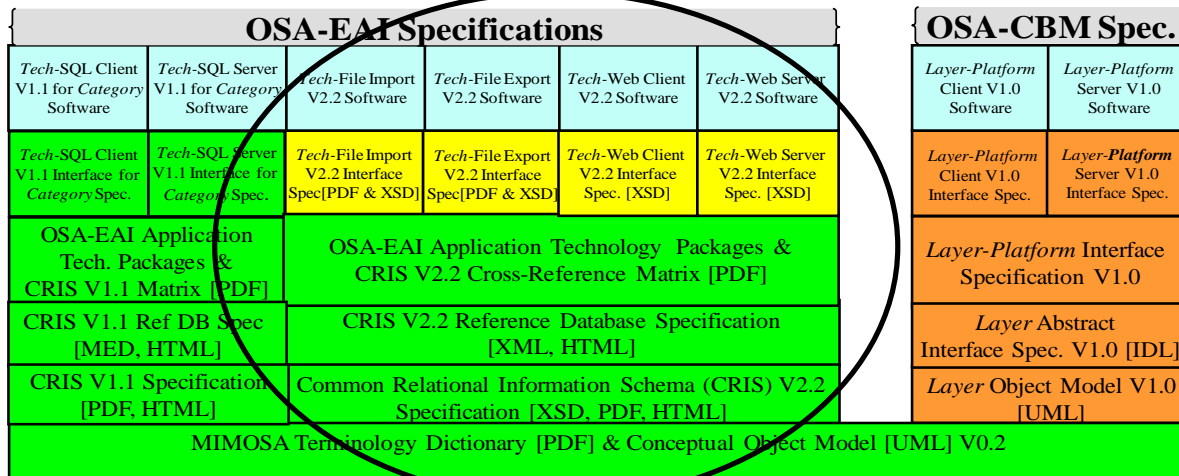 OSA-EAI Specifications
OSA-CBM Spec.
Tech-SQL Client
V1.1 for Category
Software
Tech-SQL Server
V1.1 for Category
Software
Tech-File Import
V2.2 Software
Tech-File Export
V2.2 Software
Tech-Web Client
V2.2 Software
Tech-Web Server
V2.2 Software
Layer-Platform
Client V1.0
Software
Layer-Platform
Server V1.0
Software
Tech-SQL Client
V1.1 Interface for
Category Spec.
Tech-SQL Server
V1.1 Interface for
Category Spec.
Tech-File Import
V2.2 Interface
Spec[PDF & XSD]
Tech-File Export
V2.2 Interface
Spec[PDF & XSD]
Tech-Web Client
V2.2 Interface
Spec. [XSD]
Tech-Web Server
V2.2 Interface
Spec. [XSD]
Layer-Platform
Client V1.0
Interface Spec.
Layer-Platform
Server V1.0
Interface Spec.
OSA-EAI Application
Tech. Packages &
CRIS V1.1 Matrix [PDF]
OSA-EAI Application Technology Packages &
CRIS V2.2 Cross-Reference Matrix [PDF]
Layer-Platform Interface
Specification V1.0
CRIS V1.1 Ref DB Spec
[MED, HTML]
CRIS V2.2 Reference Database Specification
[XML, HTML]
Layer Abstract
Interface Spec. V1.0 [IDL]
CRIS V1.1 Specification
[PDF, HTML]
Common Relational Information Schema (CRIS) V2.2
Specification [XSD, PDF, HTML]
Layer Object Model V1.0
[UML]
MIMOSA Terminology Dictionary [PDF] & Conceptual Object Model [UML] V0.2